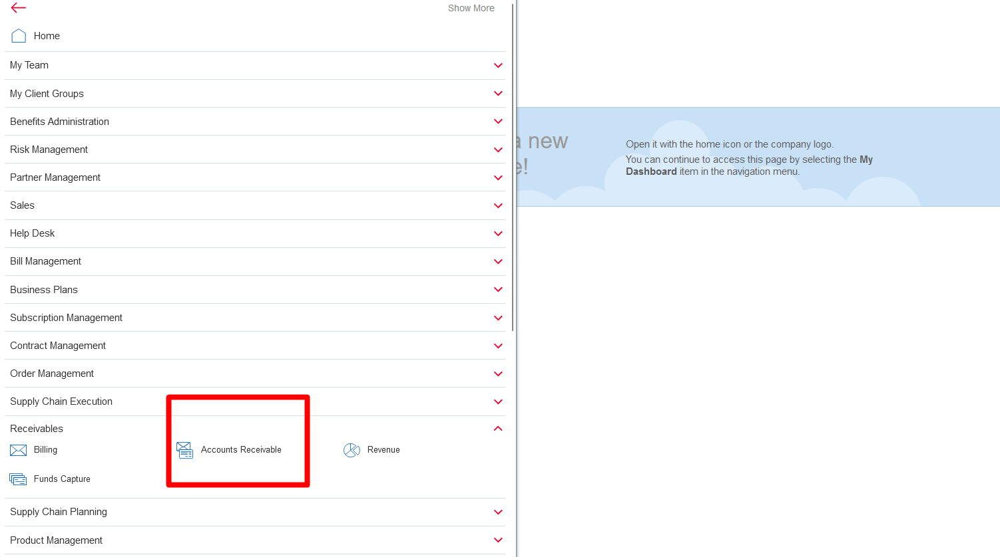 Show More
Home
My Team
My Client Groups
Benefits Administration
Risk Management
Partner Management
Sales
Help Desk
Bill Management
Business Plans
Subscription Management
Contract Management
Order Management
Supply Chain Execution
Receivables
Billing
Accounts Receivable
Revenue
Funds Capture
Supply Chain Planning
Product Management
a new
e!
Open it with the home icon or the company logo.
You can continue to access this page by selecting the My
Dashboard item in the navigation menu.